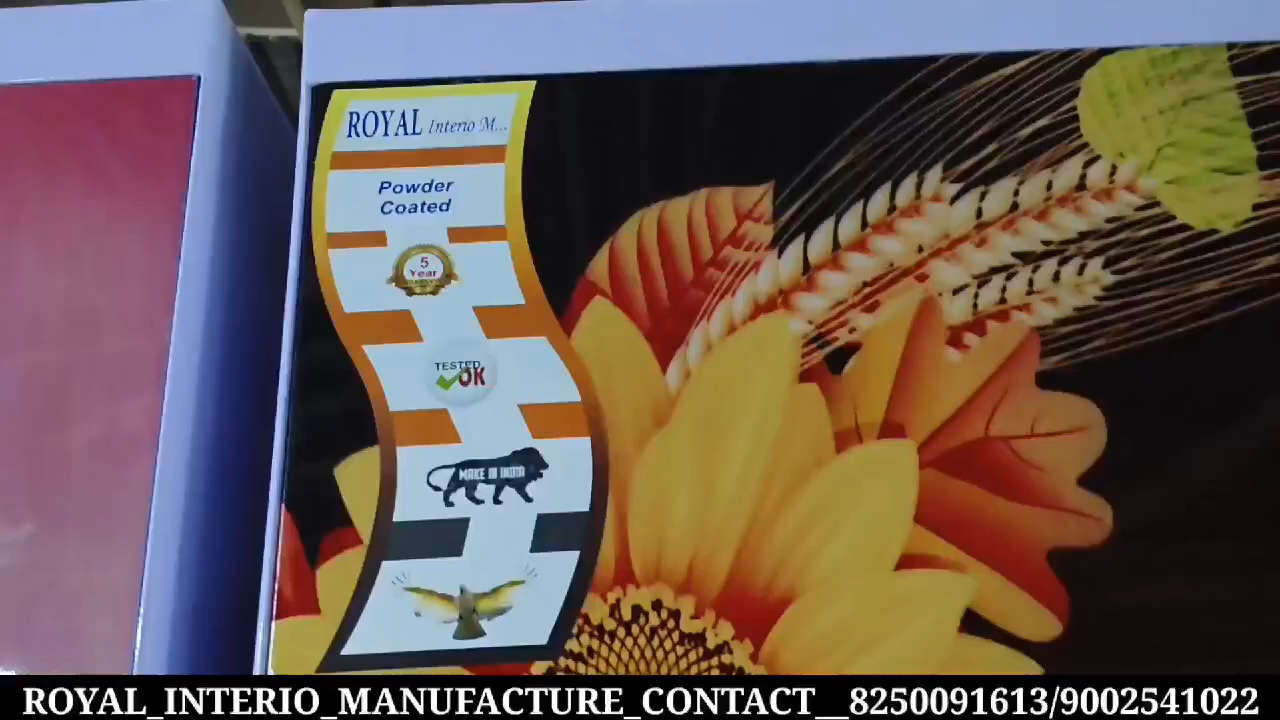 ROYAL Interio M...
Powder
Coated
5
Year
TESTED
OK
MAKE IN INDIA
ROYAL_INTERIO_MANUFACTURE_CONTACT__8250091613/9002541022